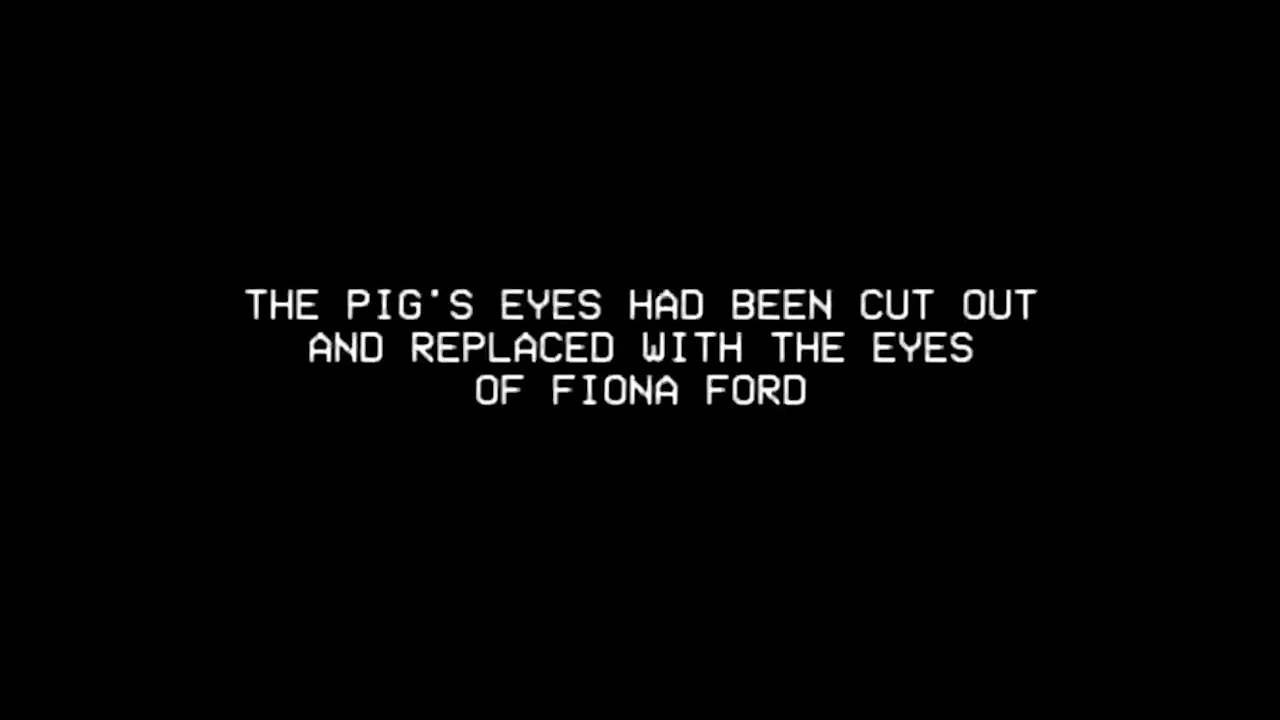 THE PIG'S EYES HAD BEEN CUT OUT
AND REPLACED WITH THE EYES
OF FIONA FORD